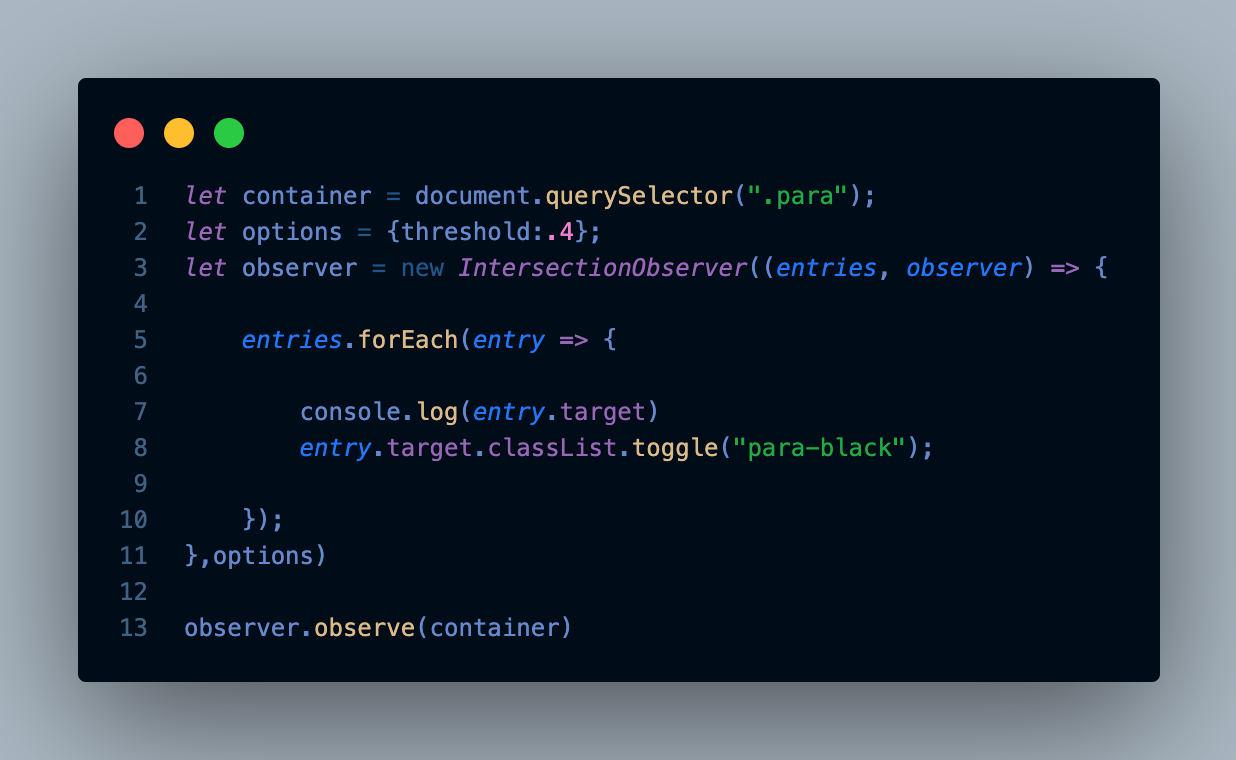 1 let container = document.querySelector(".para");
2 let options = {threshold:.4};
3 let observer = new IntersectionObserver((entries, observer) => {
4
5     entries.forEach(entry => {
6
7         console.log(entry.target)
8         entry.target.classList.toggle("para-black");
9
10     });
11 },options)
12
13 observer.observe(container)